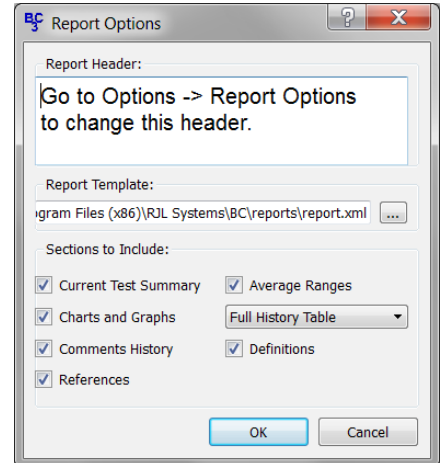 BC 3 Report Options
Report Header:
Go to Options -> Report Options
to change this header.
Report Template:
ogram Files (x86)\RJL Systems\BC\reports\report.xml ...
Sections to Include:
Current Test Summary Average Ranges
Charts and Graphs Full History Table
Comments History Definitions
References
OK Cancel